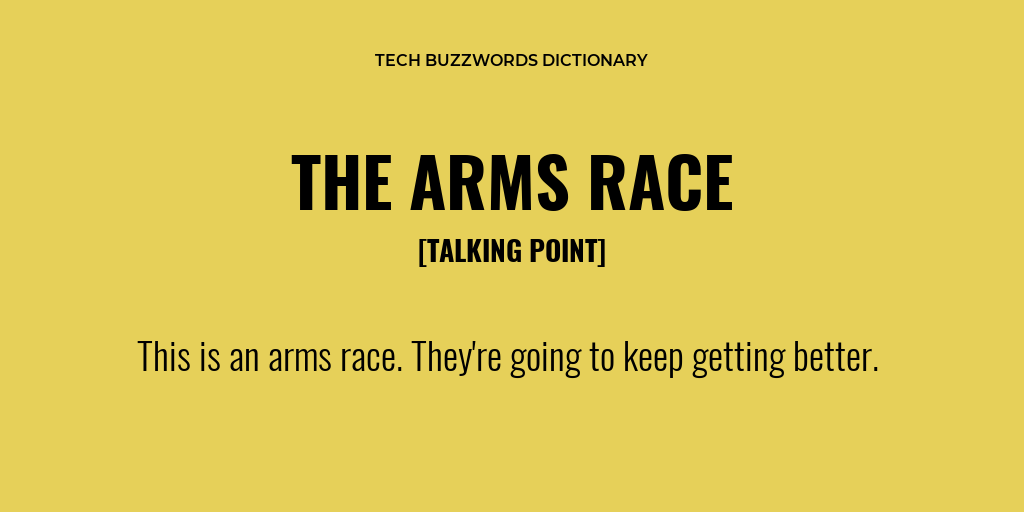 TECH BUZZWORDS DICTIONARY
THE ARMS RACE
[TALKING POINT]
This is an arms race. They're going to keep getting better.